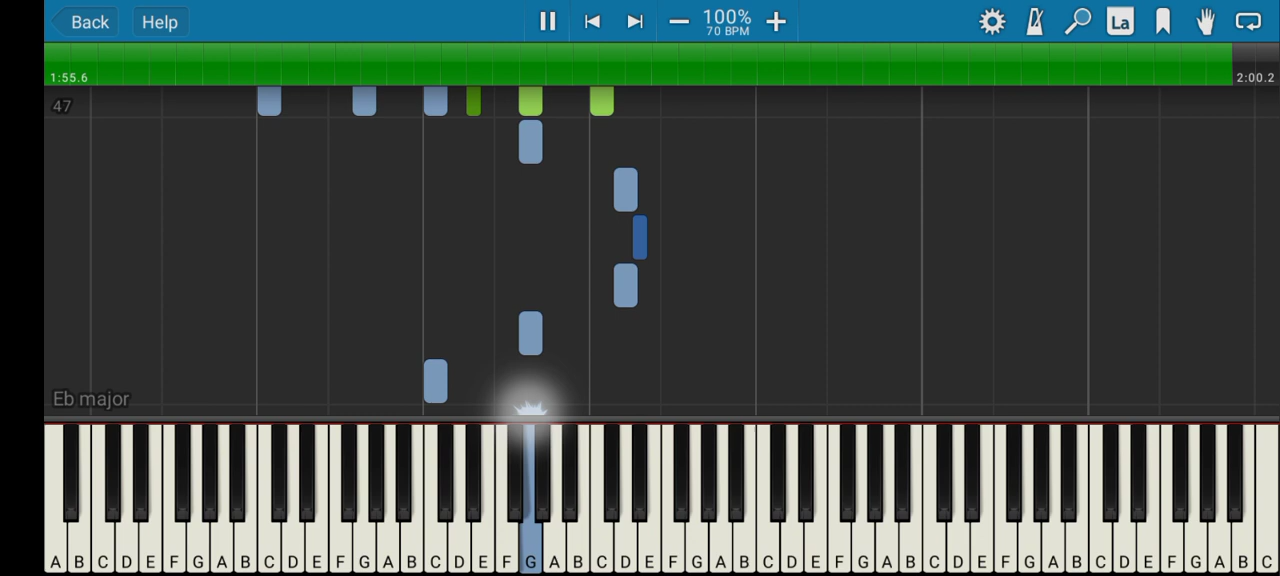 Back Help 100% La
70 BPM
1:55.6 2:00.2
47
Eb major
A B C D E F G A B C D E F G A B C D E F G A B C D E F G A B C D E F G A B C D E F G A B C D E F G A B C